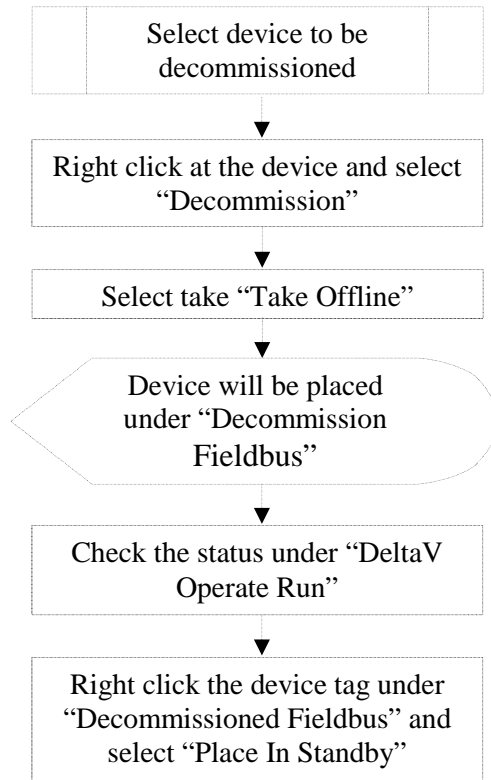 Select device to be
decommissioned
Right click at the device and select
“Decommission”
Select take “Take Offline”
Device will be placed
under “Decommission
Fieldbus”
Check the status under “DeltaV
Operate Run”
Right click the device tag under
“Decommissioned Fieldbus” and
select “Place In Standby”